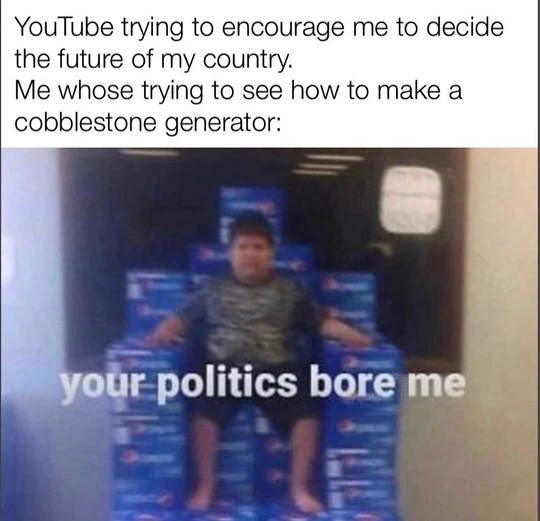 YouTube trying to encourage me to decide
the future of my country.
Me whose trying to see how to make a
cobblestone generator:
your politics bore me